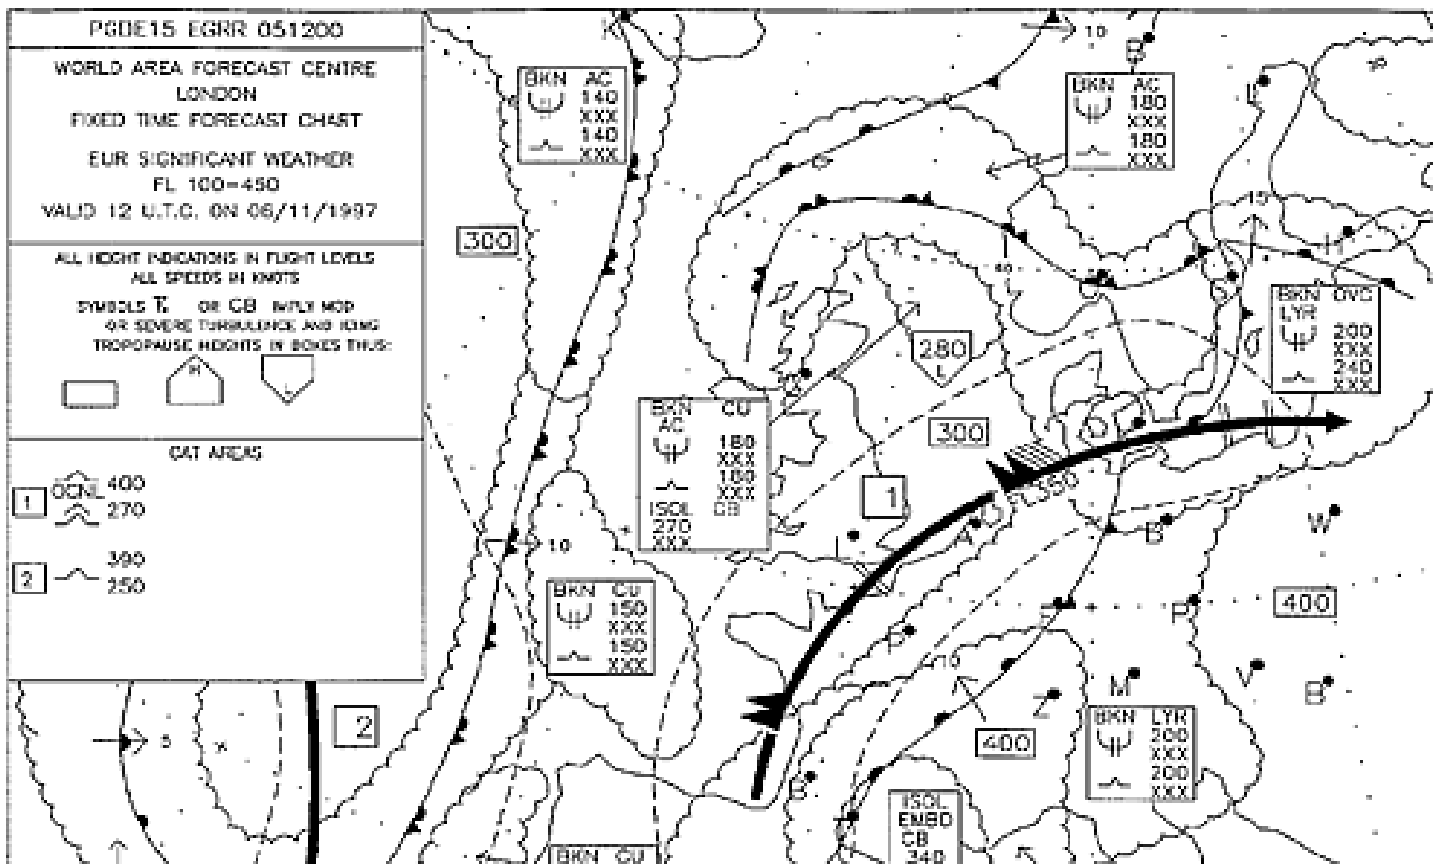 PGDE15 EGRR 051200
WORLD AREA FORECAST CENTRE
LONDON
FIXED TIME FORECAST CHART
EUR SIGNIFICANT WEATHER
FL 100-450
VALID 12 U.T.C. ON 06/11/1997
ALL HEIGHT INDICATIONS IN FLIGHT LEVELS
ALL SPEEDS IN KNOTS
SYMBOLS OR CB IMPLY MOD
OR SEVERE TURBULENCE AND ICING
TROPOPAUSE HEIGHTS IN BOXES THUS:
H
L
CAT AREAS
1 OCNL 400
270
2 390
250
BKN AC
140
XXX
140
XXX
10
B
BKN AC
180
XXX
180
XXX
300
15
40
BKN OVC
LYR
200
XXX
240
XXX
280
L
300
BKN CU
AC
180
XXX
180
XXX
ISOL CB
270
XXX
1
FL390
L
A
B
W
10
BKN CU
150
XXX
150
XXX
400
P
P
10
Z
M
V
B
2
5
400
BKN LYR
200
XXX
200
XXX
B
ISOL
EMBD
CB
340
BKN CU